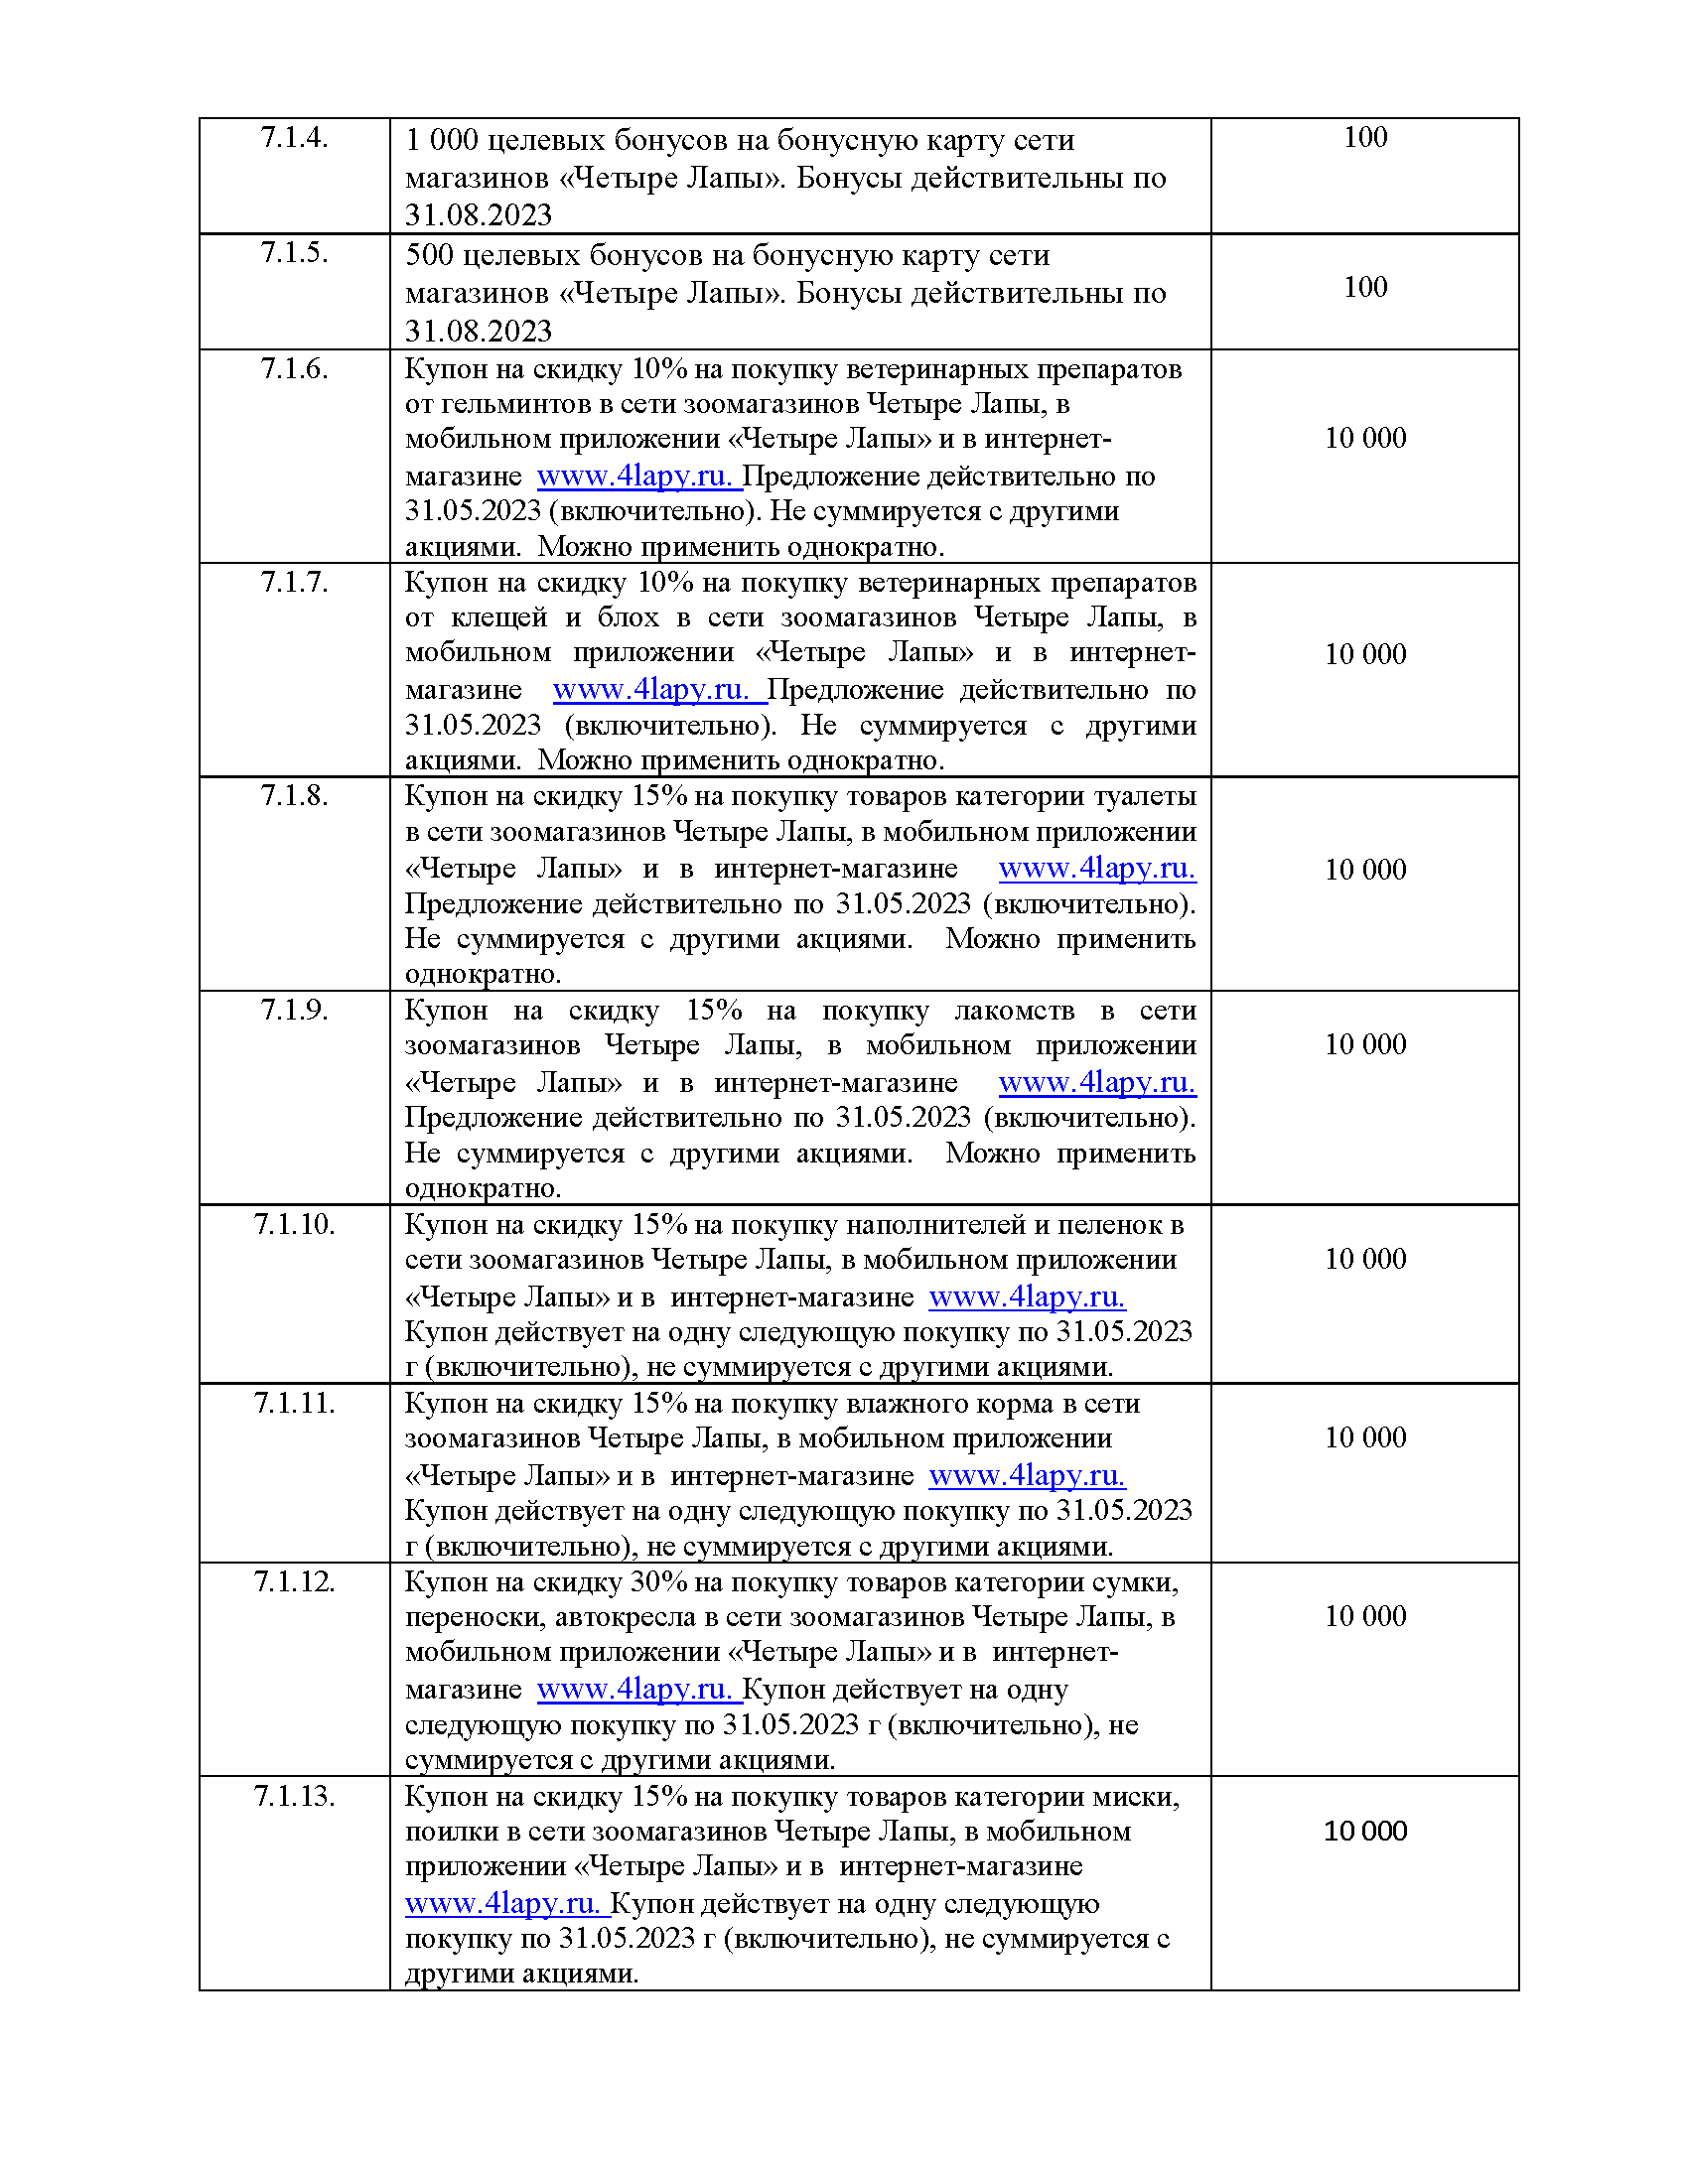 7.1.4.
1 000 целевых бонусов на бонусную карту сети
магазинов «Четыре Лапы». Бонусы действительны по
31.08.2023
100
7.1.5.
500 целевых бонусов на бонусную карту сети
магазинов «Четыре Лапы». Бонусы действительны по
31.08.2023
100
7.1.6.
Купон на скидку 10% на покупку ветеринарных препаратов
от гельминтов в сети зоомагазинов Четыре Лапы, в
мобильном приложении «Четыре Лапы» и в интернет-
магазине www.4lapy.ru. Предложение действительно по
31.05.2023 (включительно). Не суммируется с другими
акциями. Можно применить однократно.
10 000
7.1.7.
Купон на скидку 10% на покупку ветеринарных препаратов
от клещей и блох в сети зоомагазинов Четыре Лапы, в
мобильном приложении «Четыре Лапы» и в интернет-
магазине www.4lapy.ru. Предложение действительно по
31.05.2023 (включительно). Не суммируется с другими
акциями. Можно применить однократно.
10 000
7.1.8.
Купон на скидку 15% на покупку товаров категории туалеты
в сети зоомагазинов Четыре Лапы, в мобильном приложении
«Четыре Лапы» и в интернет-магазине www.4lapy.ru.
Предложение действительно по 31.05.2023 (включительно).
Не суммируется с другими акциями. Можно применить
однократно.
10 000
7.1.9.
Купон на скидку 15% на покупку лакомств в сети
зоомагазинов Четыре Лапы, в мобильном приложении
«Четыре Лапы» и в интернет-магазине www.4lapy.ru.
Предложение действительно по 31.05.2023 (включительно).
Не суммируется с другими акциями. Можно применить
однократно.
10 000
7.1.10.
Купон на скидку 15% на покупку наполнителей и пеленок в
сети зоомагазинов Четыре Лапы, в мобильном приложении
«Четыре Лапы» и в интернет-магазине www.4lapy.ru.
Купон действует на одну следующую покупку по 31.05.2023
г (включительно), не суммируется с другими акциями.
10 000
7.1.11.
Купон на скидку 15% на покупку влажного корма в сети
зоомагазинов Четыре Лапы, в мобильном приложении
«Четыре Лапы» и в интернет-магазине www.4lapy.ru.
Купон действует на одну следующую покупку по 31.05.2023
г (включительно), не суммируется с другими акциями.
10 000
7.1.12.
Купон на скидку 30% на покупку товаров категории сумки,
переноски, автокресла в сети зоомагазинов Четыре Лапы, в
мобильном приложении «Четыре Лапы» и в интернет-
магазине www.4lapy.ru. Купон действует на одну
следующую покупку по 31.05.2023 г (включительно), не
суммируется с другими акциями.
10 000
7.1.13.
Купон на скидку 15% на покупку товаров категории миски,
поилки в сети зоомагазинов Четыре Лапы, в мобильном
приложении «Четыре Лапы» и в интернет-магазине
www.4lapy.ru. Купон действует на одну следующую
покупку по 31.05.2023 г (включительно), не суммируется с
другими акциями.
10 000